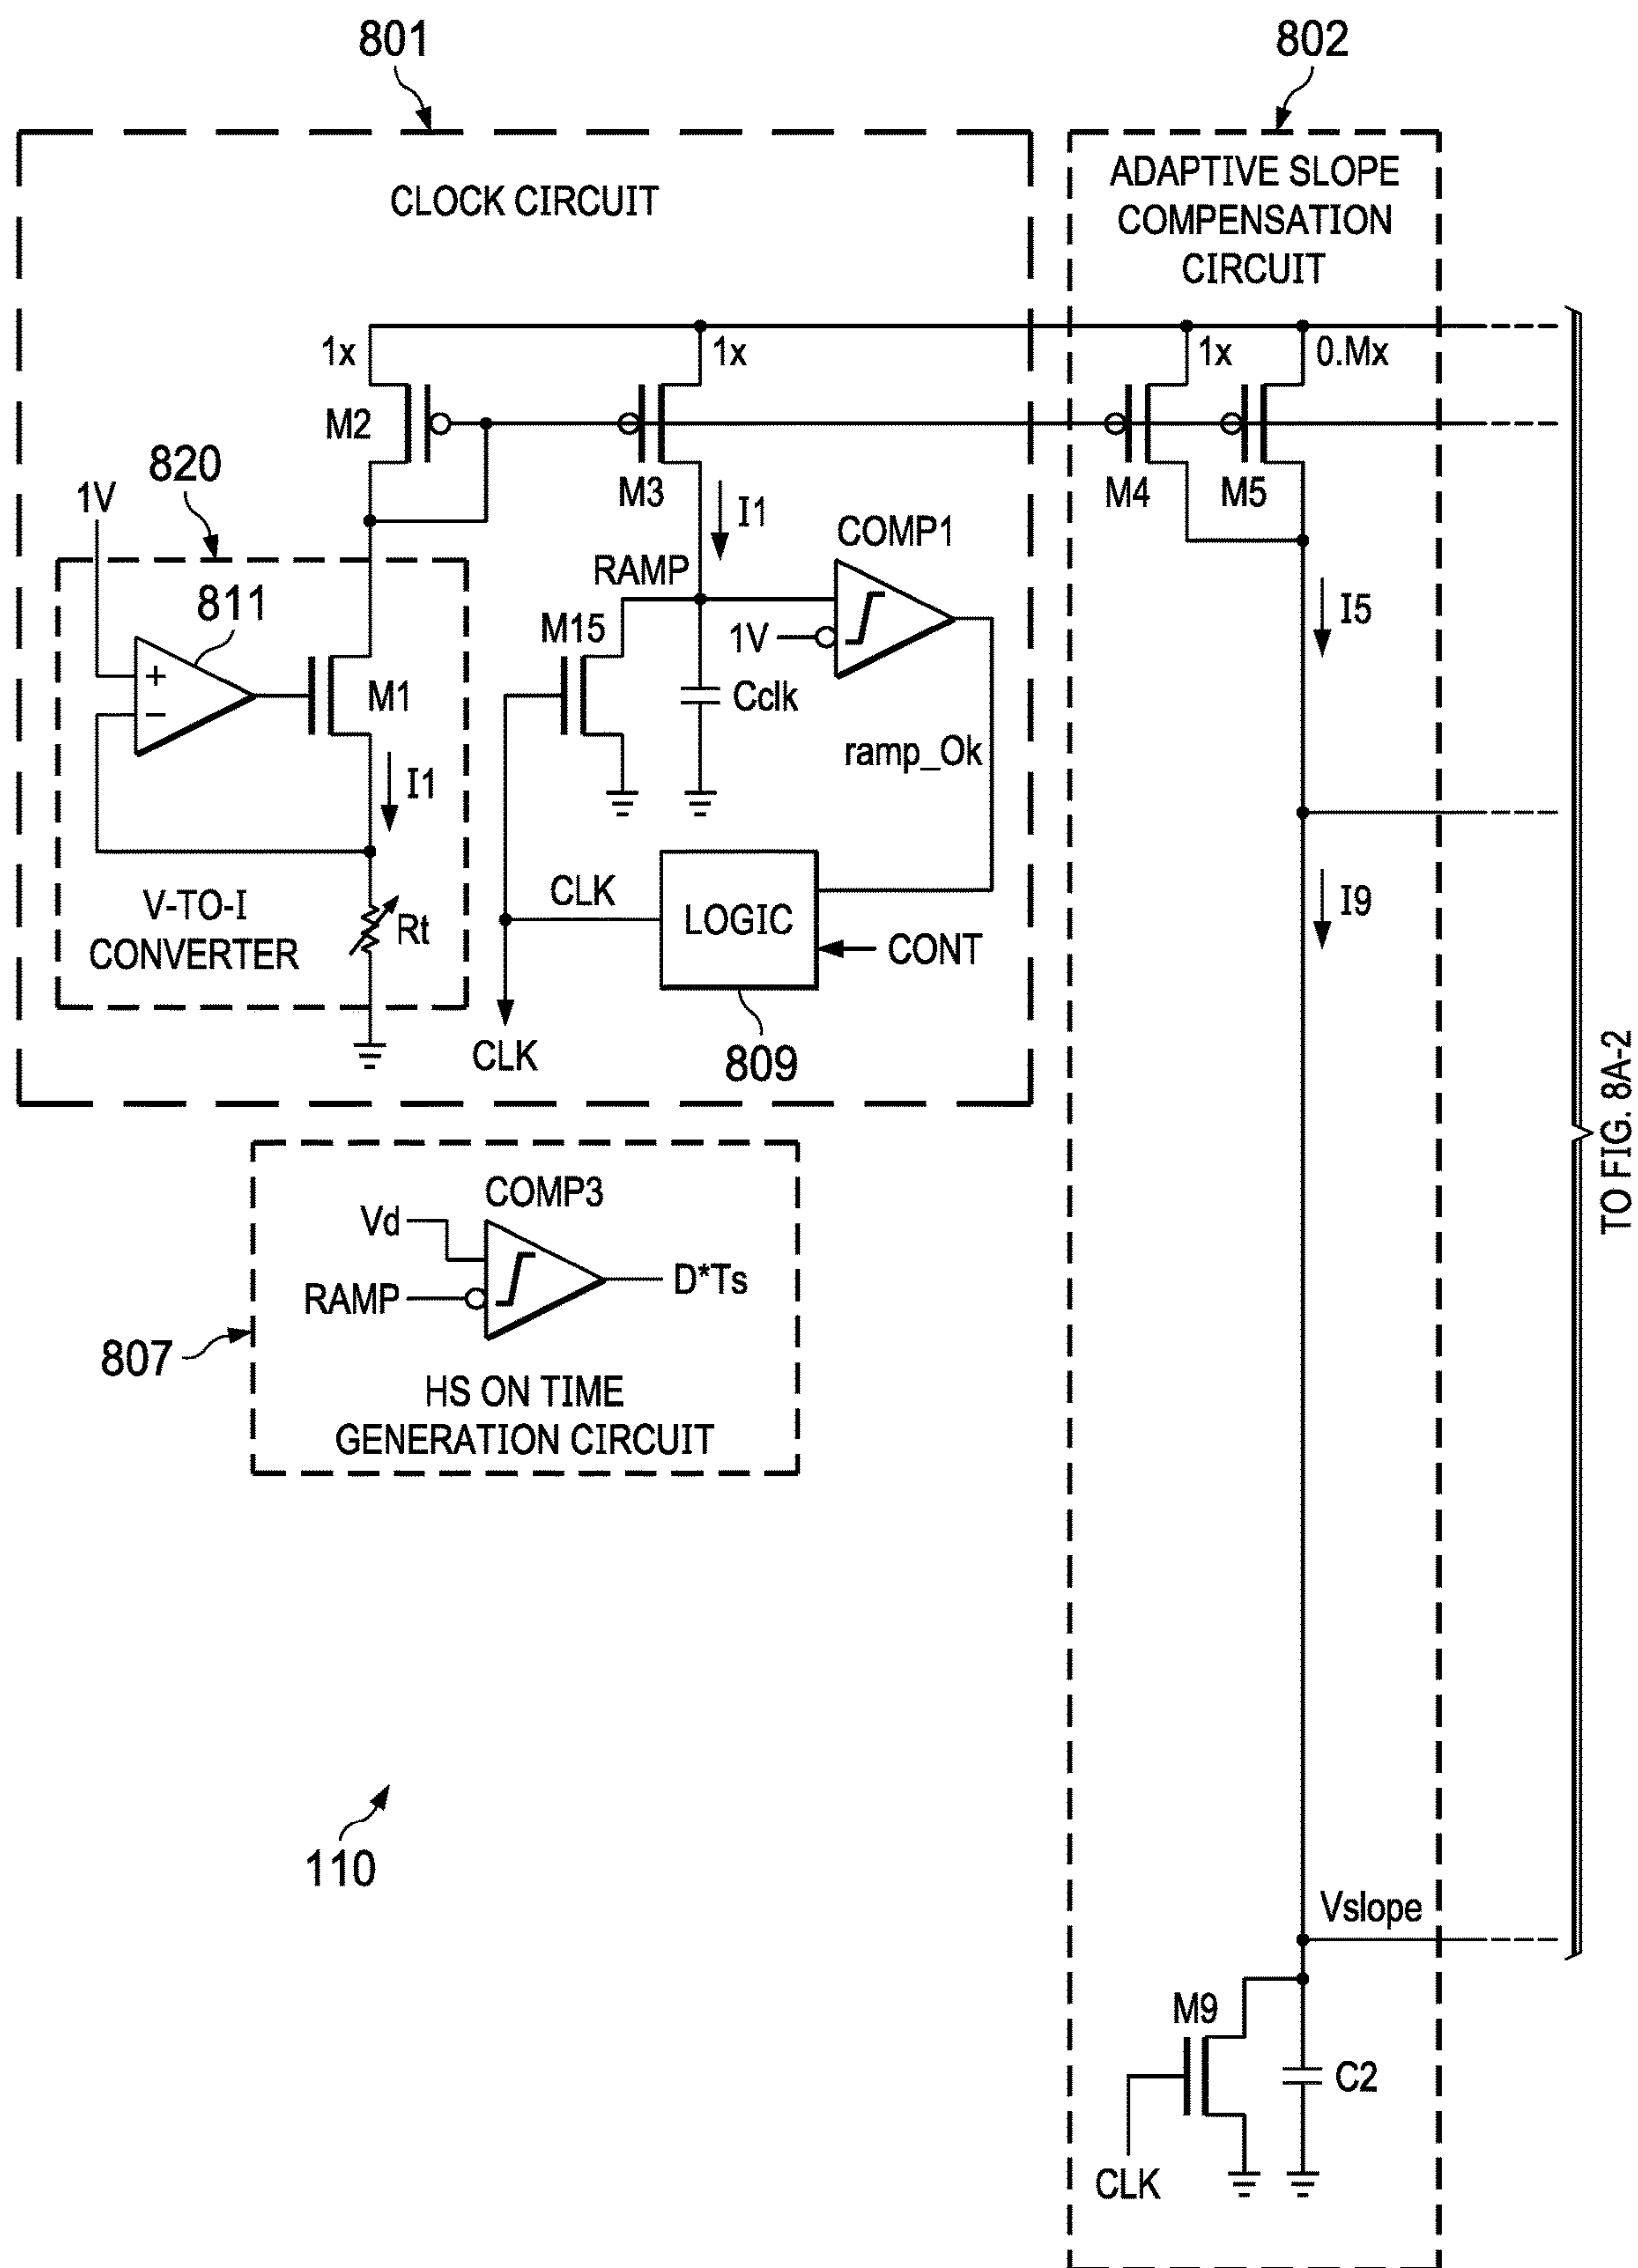 801
802
CLOCK CIRCUIT
ADAPTIVE SLOPE
COMPENSATION
CIRCUIT
1x
1x
1x
0.Mx
M2
820
1V
M3
M4
M5
I1
COMP1
RAMP
811
M15
1V
I5
+
M1
Cclk
−
ramp_Ok
I1
CLK
LOGIC
I9
V-TO-I
CONVERTER
Rt
CONT
CLK
809
TO FIG. 8A-2
COMP3
Vd
D*Ts
RAMP
807
HS ON TIME
GENERATION CIRCUIT
110
Vslope
M9
C2
CLK